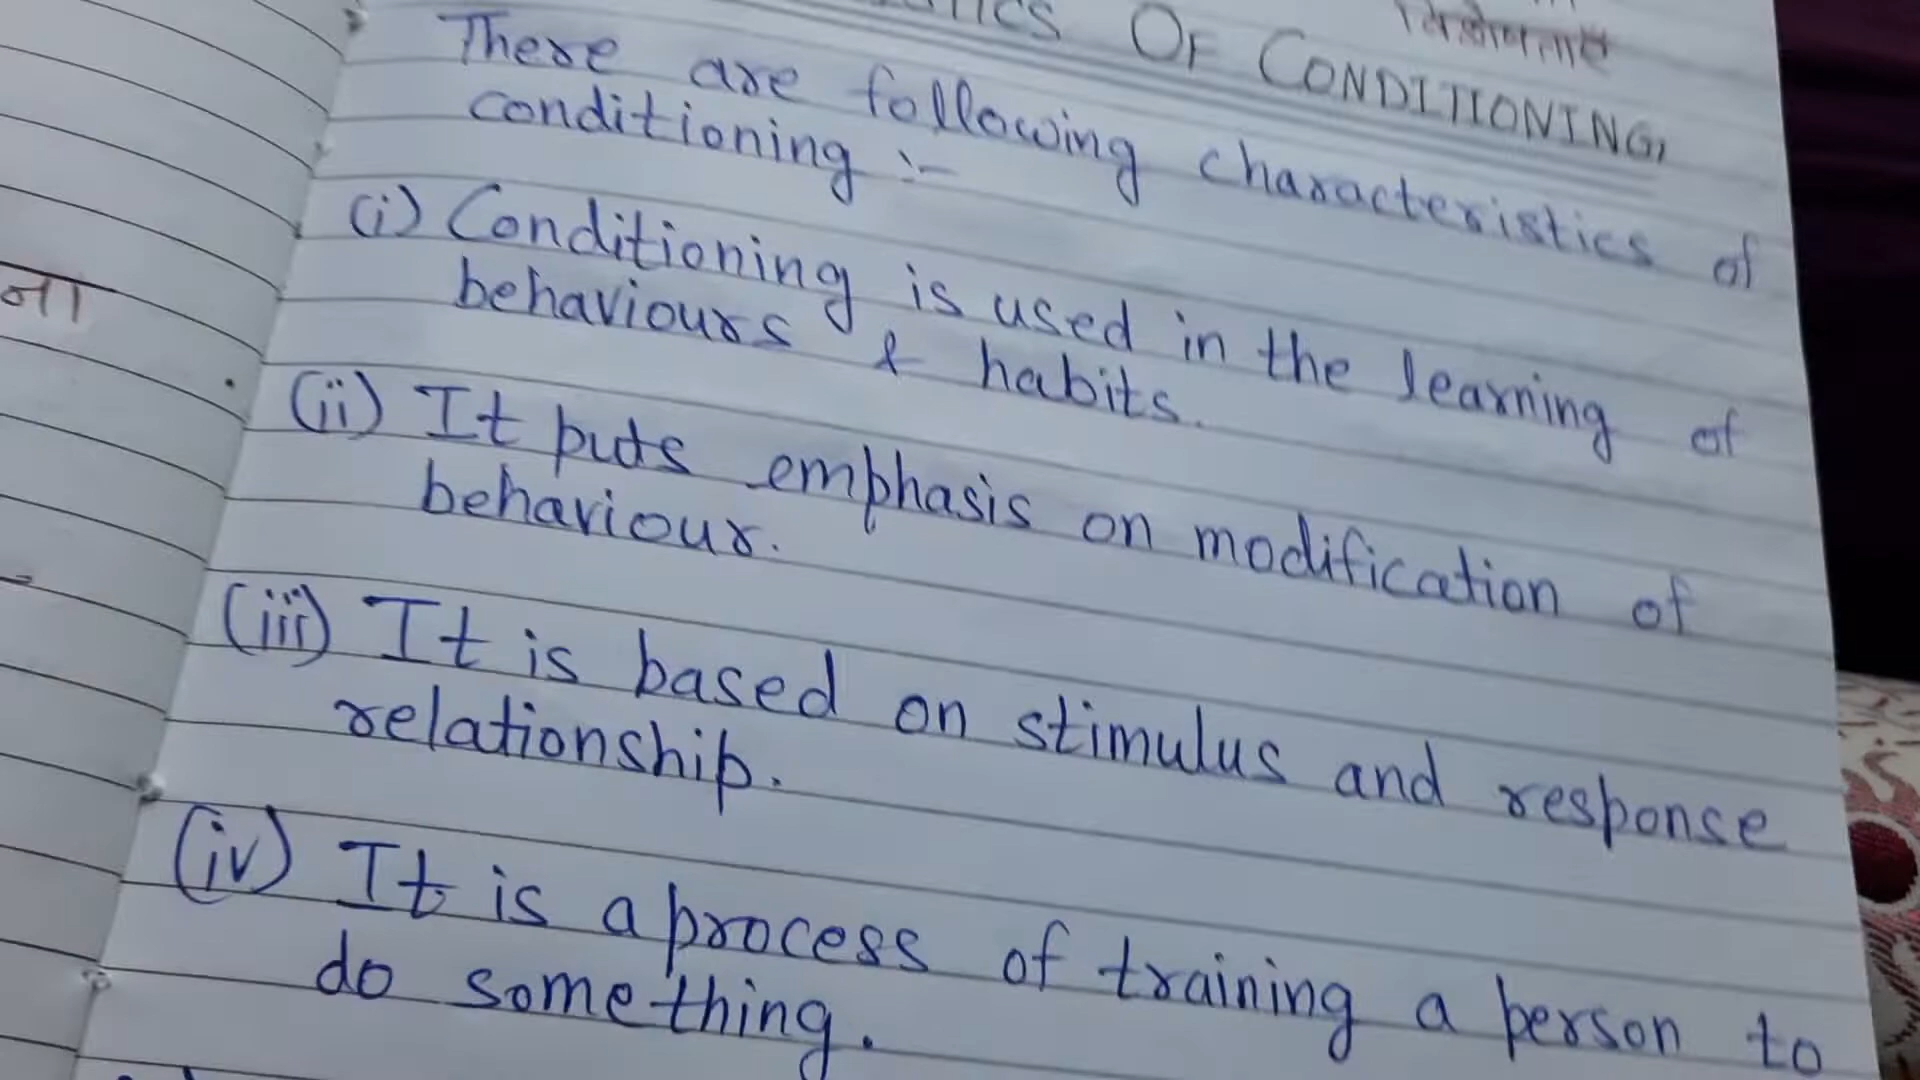 OF CONDITIONING
There are following characteristics of
conditioning :-
(i) Conditioning is used in the learning of
behaviours & habits.
(ii) It puts emphasis on modification of
behaviour.
(iii) It is based on stimulus and response
relationship.
(iv) It is a process of training a person to
do something.